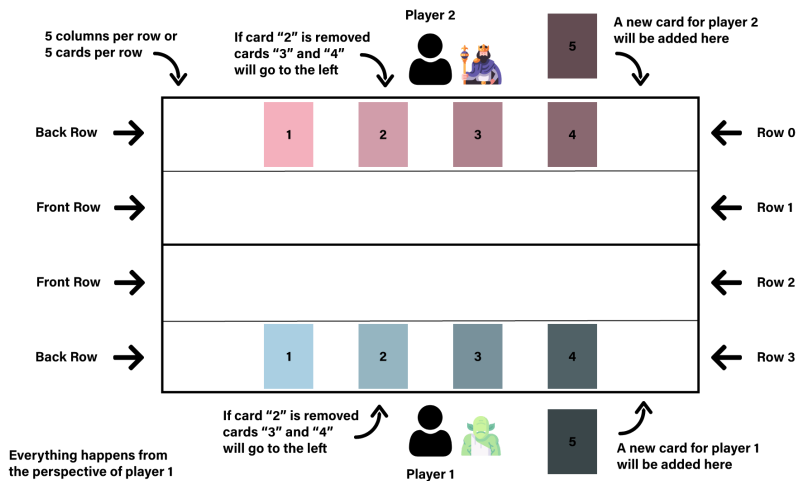 Player 2
5 columns per row or
5 cards per row
If card “2” is removed
cards “3” and “4”
will go to the left
5
A new card for player 2
will be added here
Back Row
1
2
3
4
Row 0
Front Row
Row 1
Front Row
Row 2
Back Row
1
2
3
4
Row 3
If card “2” is removed
cards “3” and “4”
will go to the left
5
A new card for player 1
will be added here
Everything happens from
the perspective of player 1
Player 1